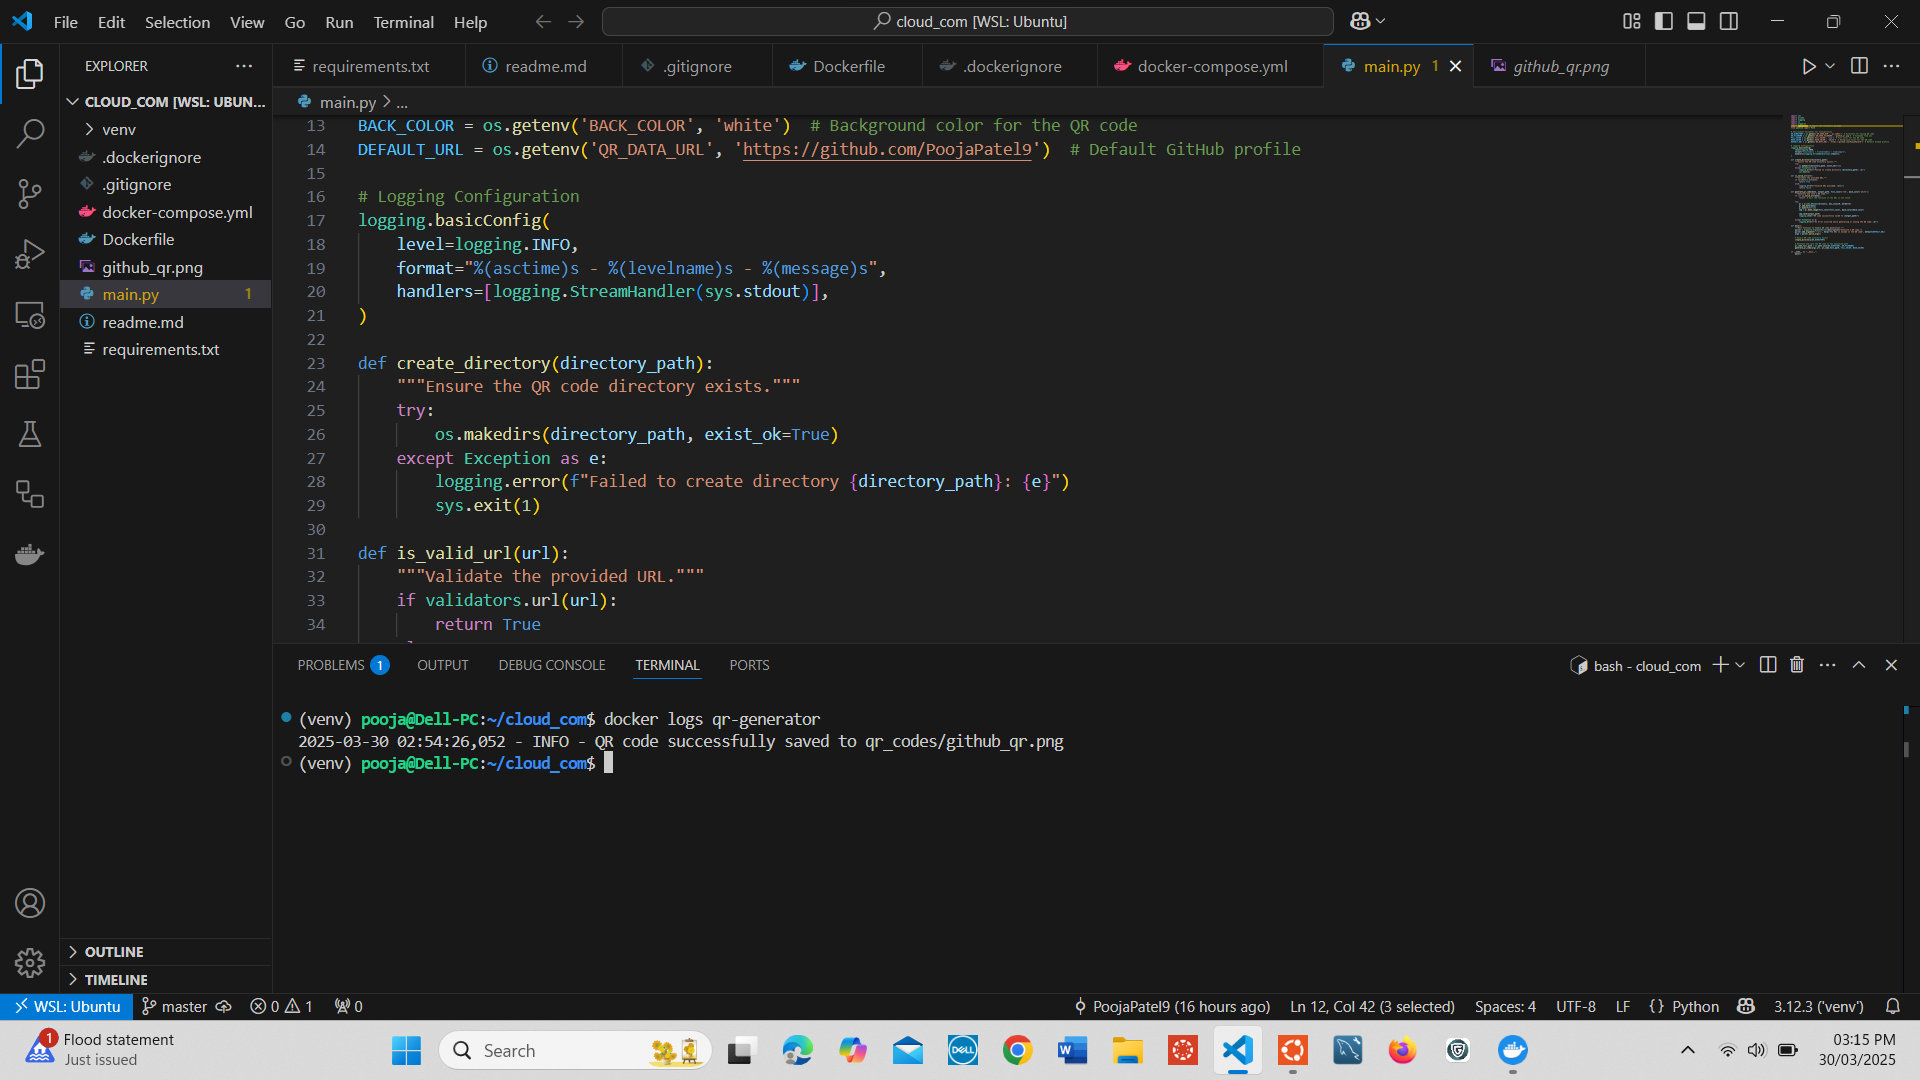 File Edit Selection View Go Run Terminal Help
cloud_com [WSL: Ubuntu]
EXPLORER
requirements.txt
readme.md
.gitignore
Dockerfile
.dockerignore
docker-compose.yml
main.py 1
github_qr.png
CLOUD_COM [WSL: UBUN...
venv
.dockerignore
.gitignore
docker-compose.yml
Dockerfile
github_qr.png
main.py 1
readme.md
requirements.txt
OUTLINE
TIMELINE
main.py > ...
13 BACK_COLOR = os.getenv('BACK_COLOR', 'white')  # Background color for the QR code
14 DEFAULT_URL = os.getenv('QR_DATA_URL', 'https://github.com/PoojaPatel9')  # Default GitHub profile
15
16 # Logging Configuration
17 logging.basicConfig(
18     level=logging.INFO,
19     format="%(asctime)s - %(levelname)s - %(message)s",
20     handlers=[logging.StreamHandler(sys.stdout)],
21 )
22
23 def create_directory(directory_path):
24     """Ensure the QR code directory exists."""
25     try:
26         os.makedirs(directory_path, exist_ok=True)
27     except Exception as e:
28         logging.error(f"Failed to create directory {directory_path}: {e}")
29         sys.exit(1)
30
31 def is_valid_url(url):
32     """Validate the provided URL."""
33     if validators.url(url):
34         return True
PROBLEMS 1 OUTPUT DEBUG CONSOLE TERMINAL PORTS
bash - cloud_com
(venv) pooja@Dell-PC:~/cloud_com$ docker logs qr-generator
2025-03-30 02:54:26,052 - INFO - QR code successfully saved to qr_codes/github_qr.png
(venv) pooja@Dell-PC:~/cloud_com$
WSL: Ubuntu master 0 1 0
PoojaPatel9 (16 hours ago) Ln 12, Col 42 (3 selected) Spaces: 4 UTF-8 LF {} Python 3.12.3 ('venv')
1
Flood statement
Just issued
Search
DELL
W
03:15 PM
30/03/2025